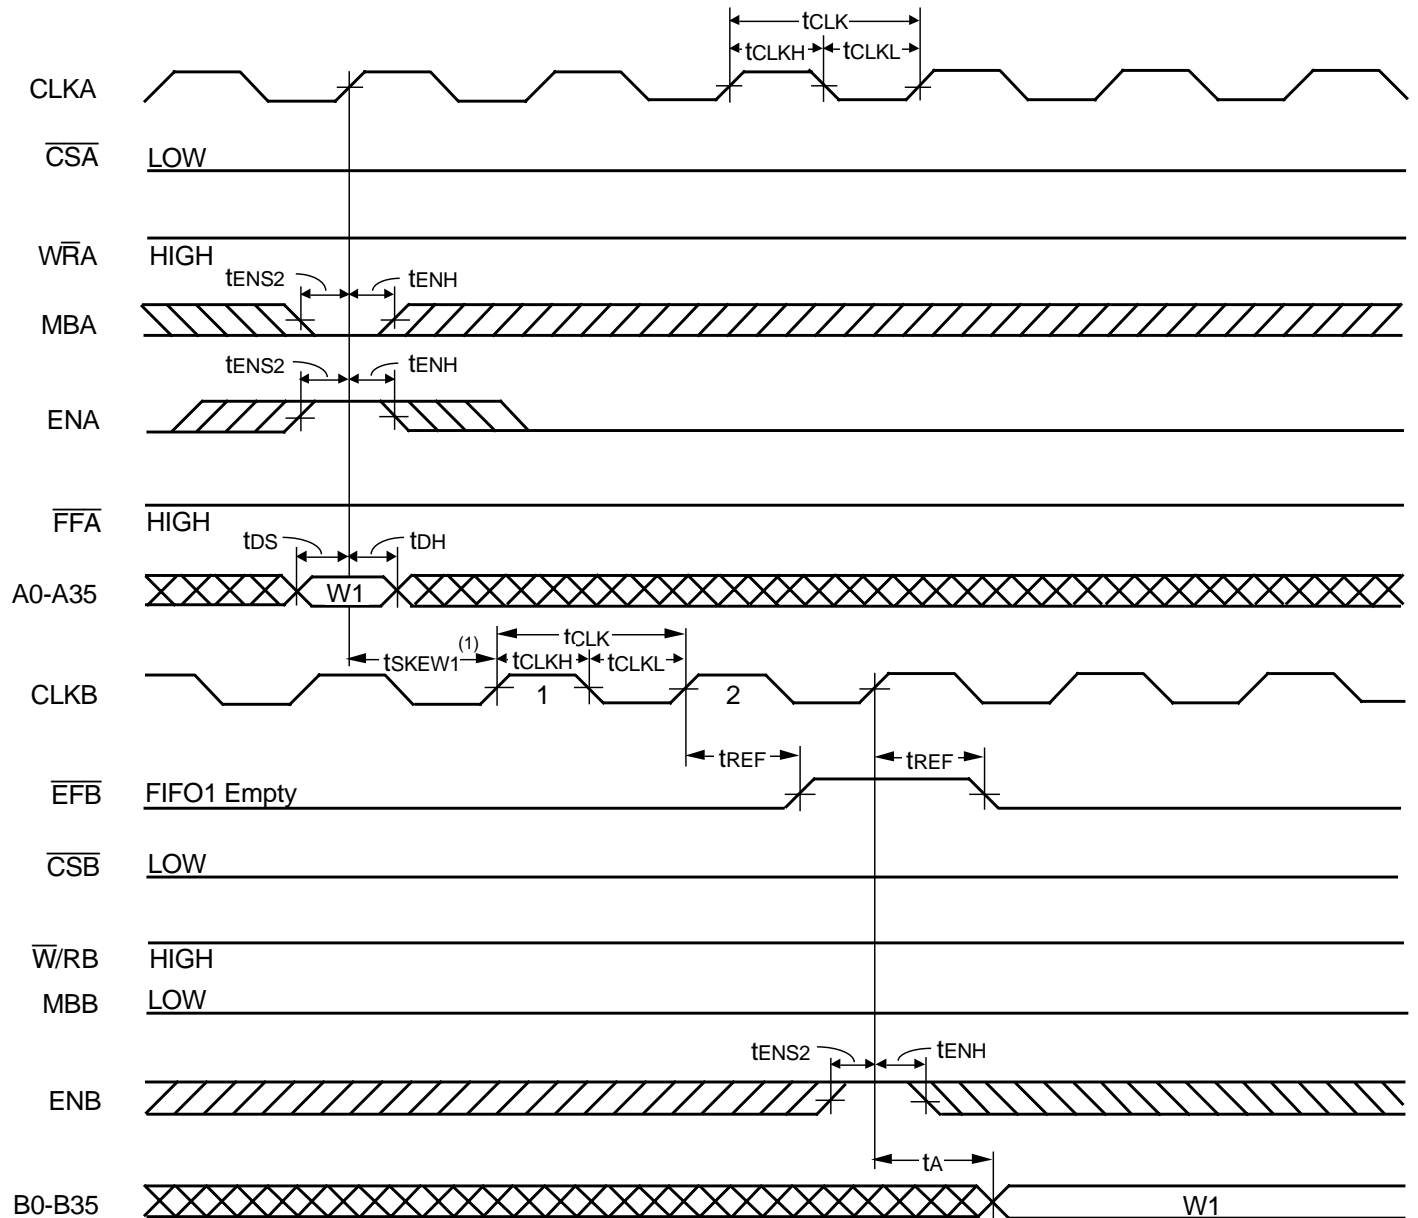 tCLK
tCLKH tCLKL
CLKA
CSA LOW
WRA HIGH
tENS2 tENH
MBA
tENS2 tENH
ENA
FFA HIGH
tDS tDH
A0-A35 W1
tSKEW1(1) tCLK
tCLKH tCLKL
CLKB 1 2
tREF tREF
EFB FIFO1 Empty
CSB LOW
W/RB HIGH
MBB LOW
tENS2 tENH
ENB
tA
B0-B35 W1